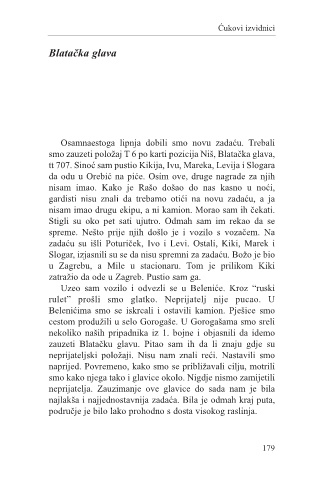 Ćukovi izvidnici
Blatačka glava
Osamnaestoga lipnja dobili smo novu zadaću. Trebali
smo zauzeti položaj T 6 po karti pozicija Niš, Blatačka glava,
tt 707. Sinoć sam pustio Kikija, Ivu, Mareka, Levija i Slogara
da odu u Orebić na piće. Osim ove, druge nagrade za njih
nisam imao. Kako je Rašo došao do nas kasno u noći,
gardisti nisu znali da trebamo otići na novu zadaću, a ja
nisam imao drugu ekipu, a ni kamion. Morao sam ih čekati.
Stigli su oko pet sati ujutro. Odmah sam im rekao da se
spreme. Nešto prije njih došlo je i vozilo s vozačem. Na
zadaću su išli Poturiček, Ivo i Levi. Ostali, Kiki, Marek i
Slogar, izjasnili su se da nisu spremni za zadaću. Božo je bio
u Zagrebu, a Mile u stacionaru. Tom je prilikom Kiki
zatražio da ode u Zagreb. Pustio sam ga.
Uzeo sam vozilo i odvezli se u Beleniće. Kroz “ruski
rulet” prošli smo glatko. Neprijatelj nije pucao. U
Belenićima smo se iskrcali i ostavili kamion. Pješice smo
cestom produžili u selo Gorogaše. U Gorogašama smo sreli
nekoliko naših pripadnika iz 1. bojne i objasnili da idemo
zauzeti Blatačku glavu. Pitao sam ih da li znaju gdje su
neprijateljski položaji. Nisu nam znali reći. Nastavili smo
naprijed. Povremeno, kako smo se približavali cilju, motrili
smo kako njega tako i glavice okolo. Nigdje nismo zamijetili
neprijatelja. Zauzimanje ove glavice do sada nam je bila
najlakša i najjednostavnija zadaća. Bila je odmah kraj puta,
područje je bilo lako prohodno s dosta visokog raslinja.
179